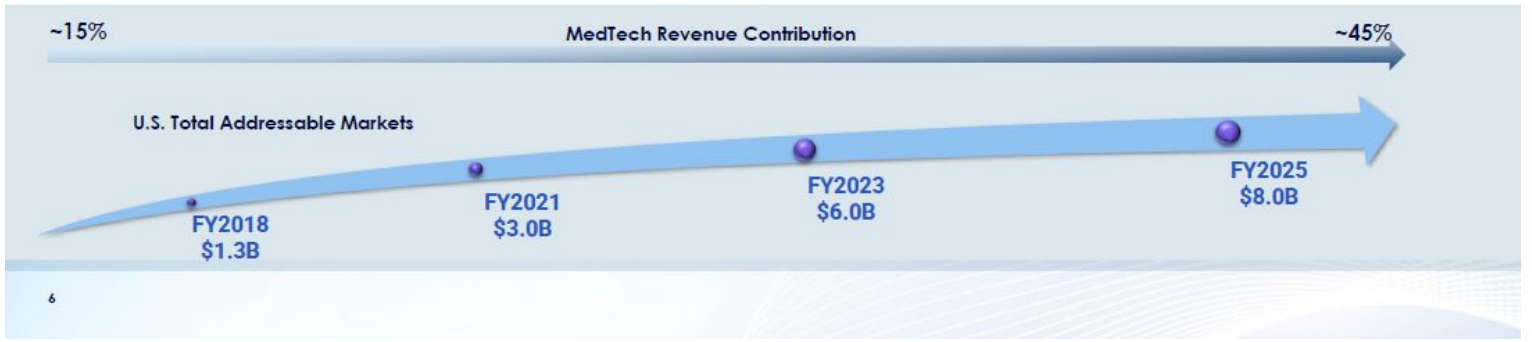 ~15% MedTech Revenue Contribution ~45%
U.S. Total Addressable Markets
FY2018
$1.3B
FY2021
$3.0B
FY2023
$6.0B
FY2025
$8.0B
6